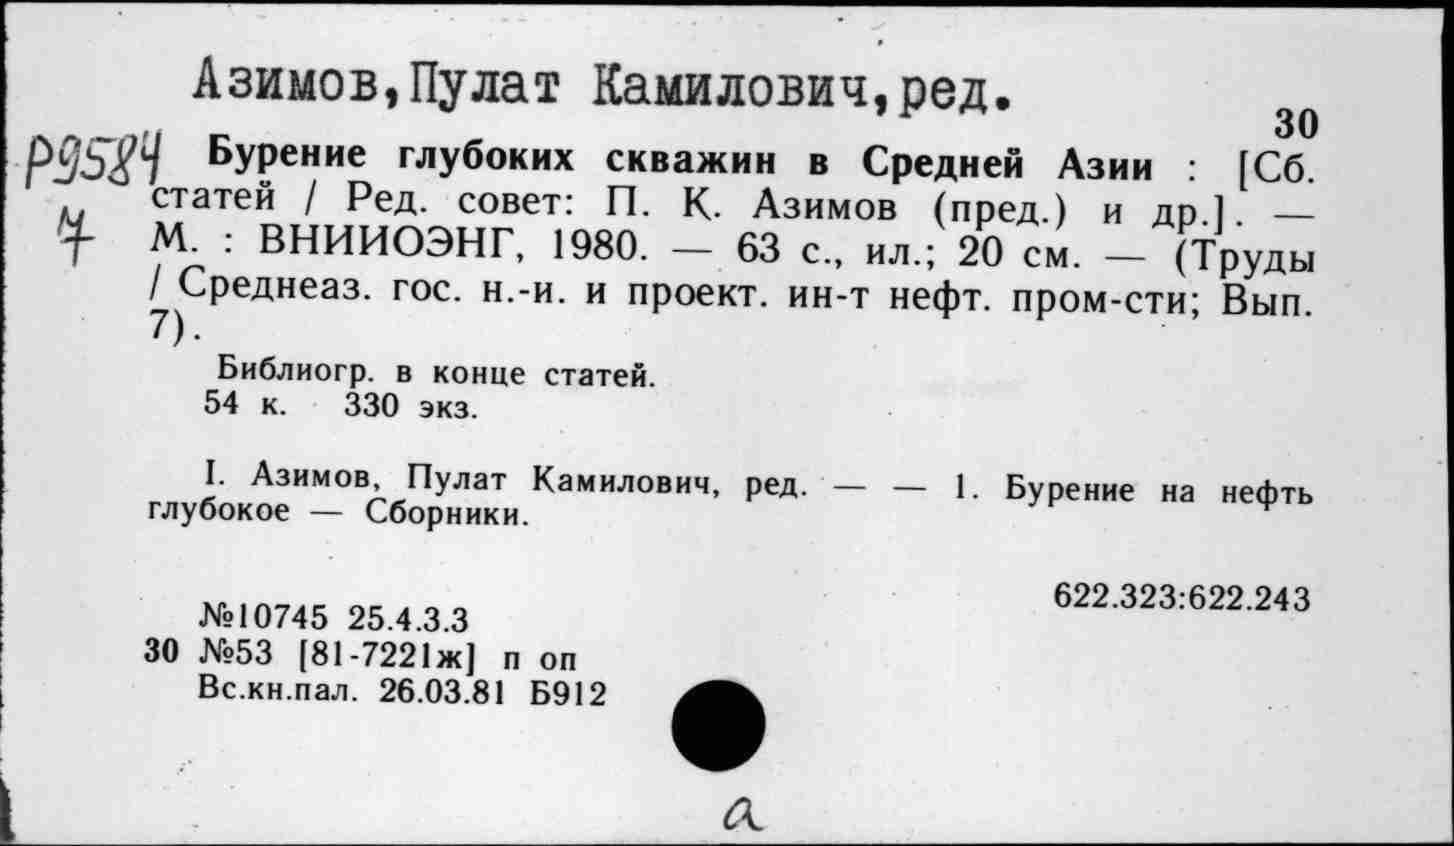 Азимов,Пулат Камилович,ред.
30
Р9584
7
Бурение глубоких скважин в Средней Азии : [Сб.
статей / Ред. совет: П. К. Азимов (пред.) и др.]. —
М. : ВНИИОЭНГ, 1980. — 63 с., ил.; 20 см. — (Труды
/ Среднеаз. гос. н.-и. и проект. ин-т нефт. пром-сти; Вып.
7).
Библиогр. в конце статей.
54 к. 330 экз.
I. Азимов, Пулат Камилович, ред. — — 1. Бурение на нефть
глубокое — Сборники.
622.323:622.243
№10745 25.4.3.3
30 №53 [81-7221ж] п оп
Вс.кн.пал. 26.03.81 Б912
а